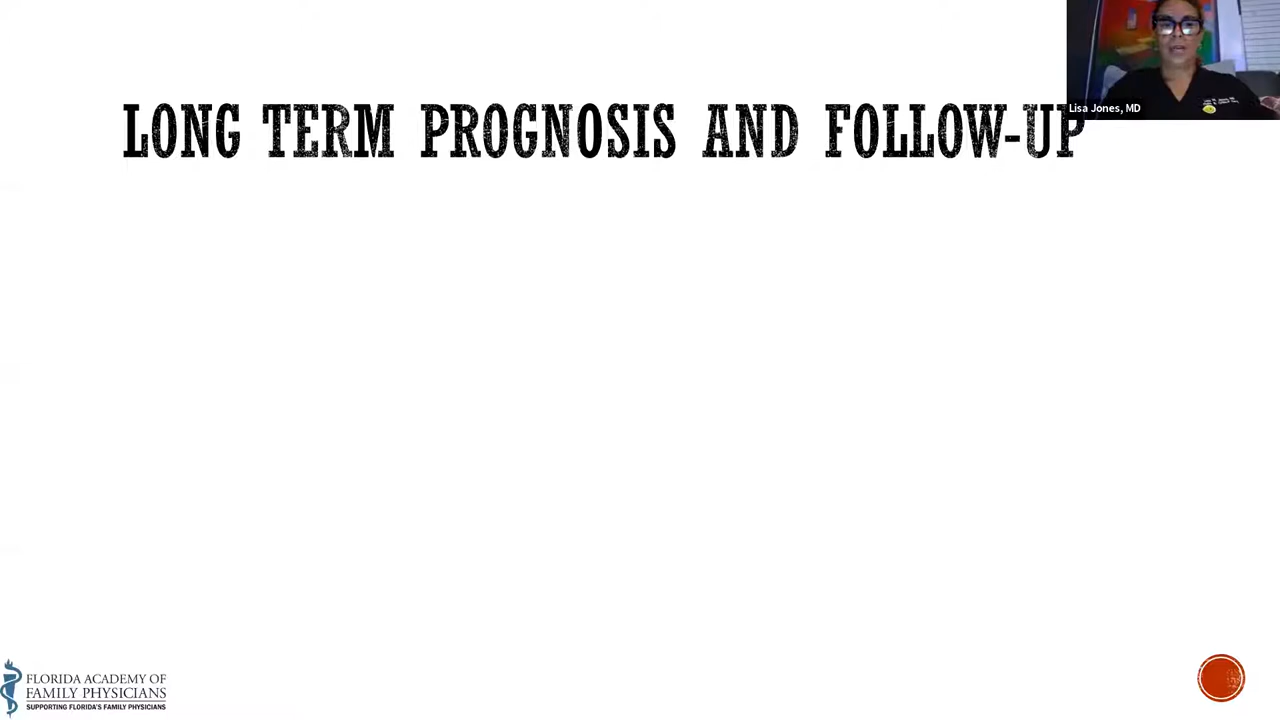 LONG TERM PROGNOSIS AND FOLLOW-UP
Lisa Jones, MD
FLORIDA ACADEMY OF
FAMILY PHYSICIANS
SUPPORTING FLORIDA'S FAMILY PHYSICIANS